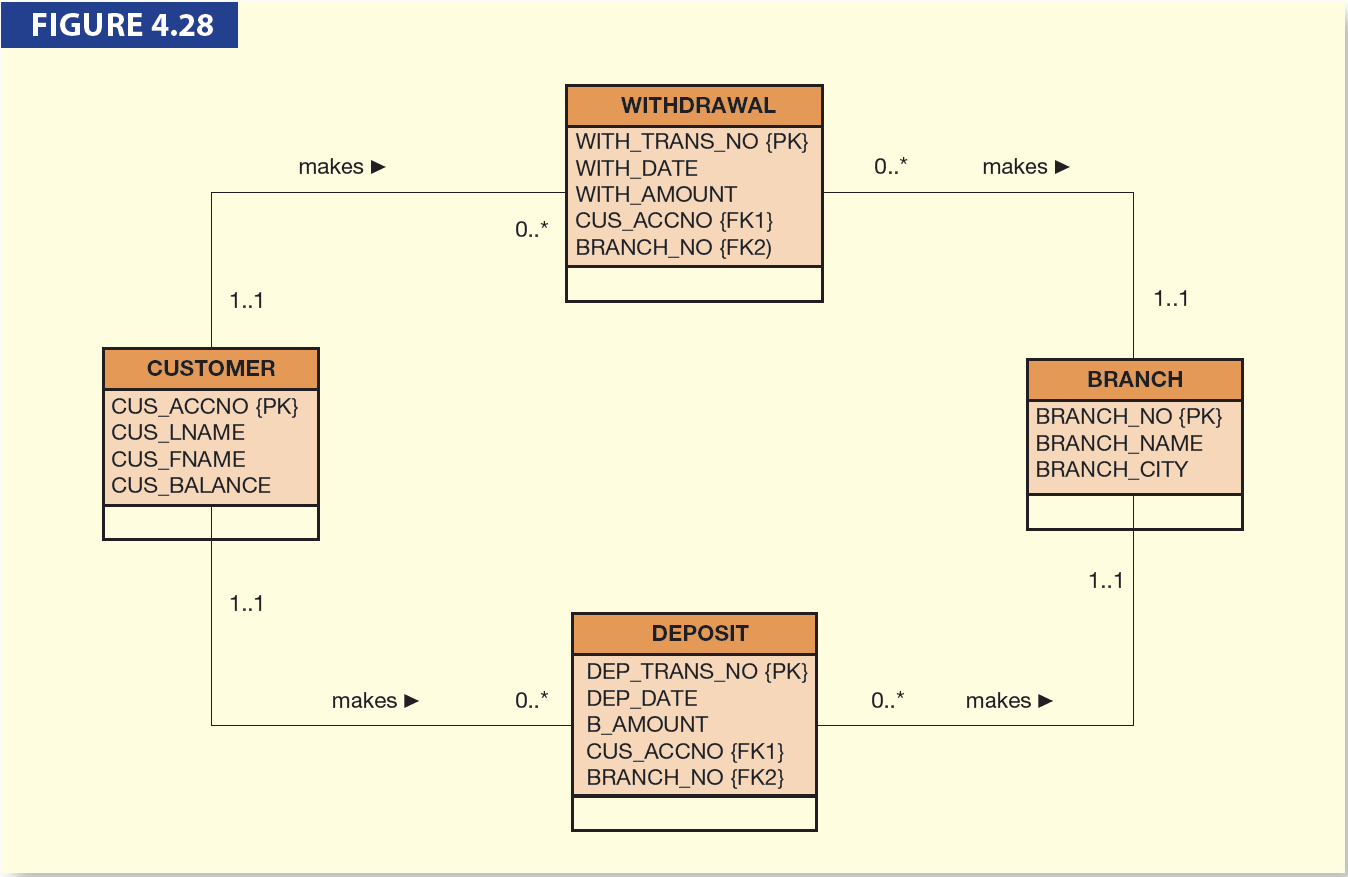 FIGURE 4.28
WITHDRAWAL
WITH_TRANS_NO {PK}
WITH_DATE
WITH_AMOUNT
CUS_ACCNO {FK1}
BRANCH_NO {FK2)
makes ►
0..*
1..1
0..*
makes ►
1..1
CUSTOMER
CUS_ACCNO {PK}
CUS_LNAME
CUS_FNAME
CUS_BALANCE
BRANCH
BRANCH_NO {PK}
BRANCH_NAME
BRANCH_CITY
1..1
makes ►
0..*
1..1
0..*
makes ►
DEPOSIT
DEP_TRANS_NO {PK}
DEP_DATE
B_AMOUNT
CUS_ACCNO {FK1}
BRANCH_NO {FK2}